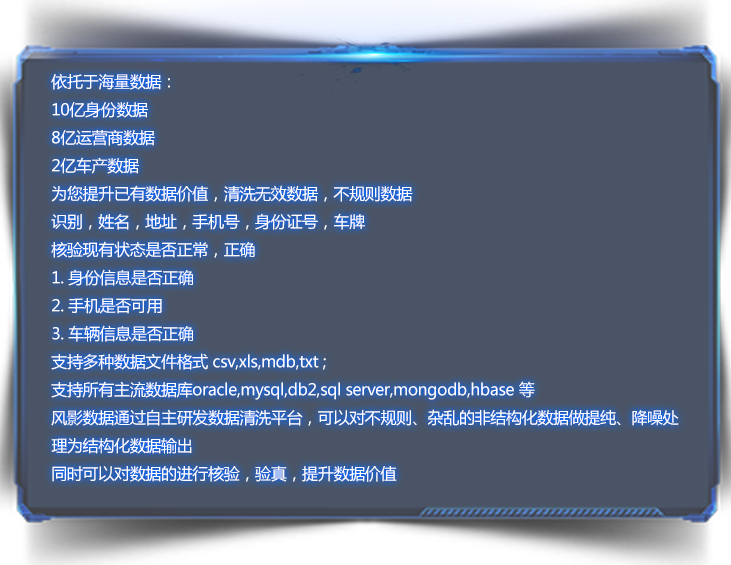 依托于海量数据：
10亿身份数据
8亿运营商数据
2亿车产数据
为您提升已有数据价值，清洗无效数据，不规则数据
识别，姓名，地址，手机号，身份证号，车牌
核验现有状态是否正常，正确
1. 身份信息是否正确
2. 手机是否可用
3. 车辆信息是否正确
支持多种数据文件格式 csv,xls,mdb,txt ;
支持所有主流数据库oracle,mysql,db2,sql server,mongodb,hbase 等
风影数据通过自主研发数据清洗平台，可以对不规则、杂乱的非结构化数据做提纯、降噪处
理为结构化数据输出
同时可以对数据的进行核验，验真，提升数据价值